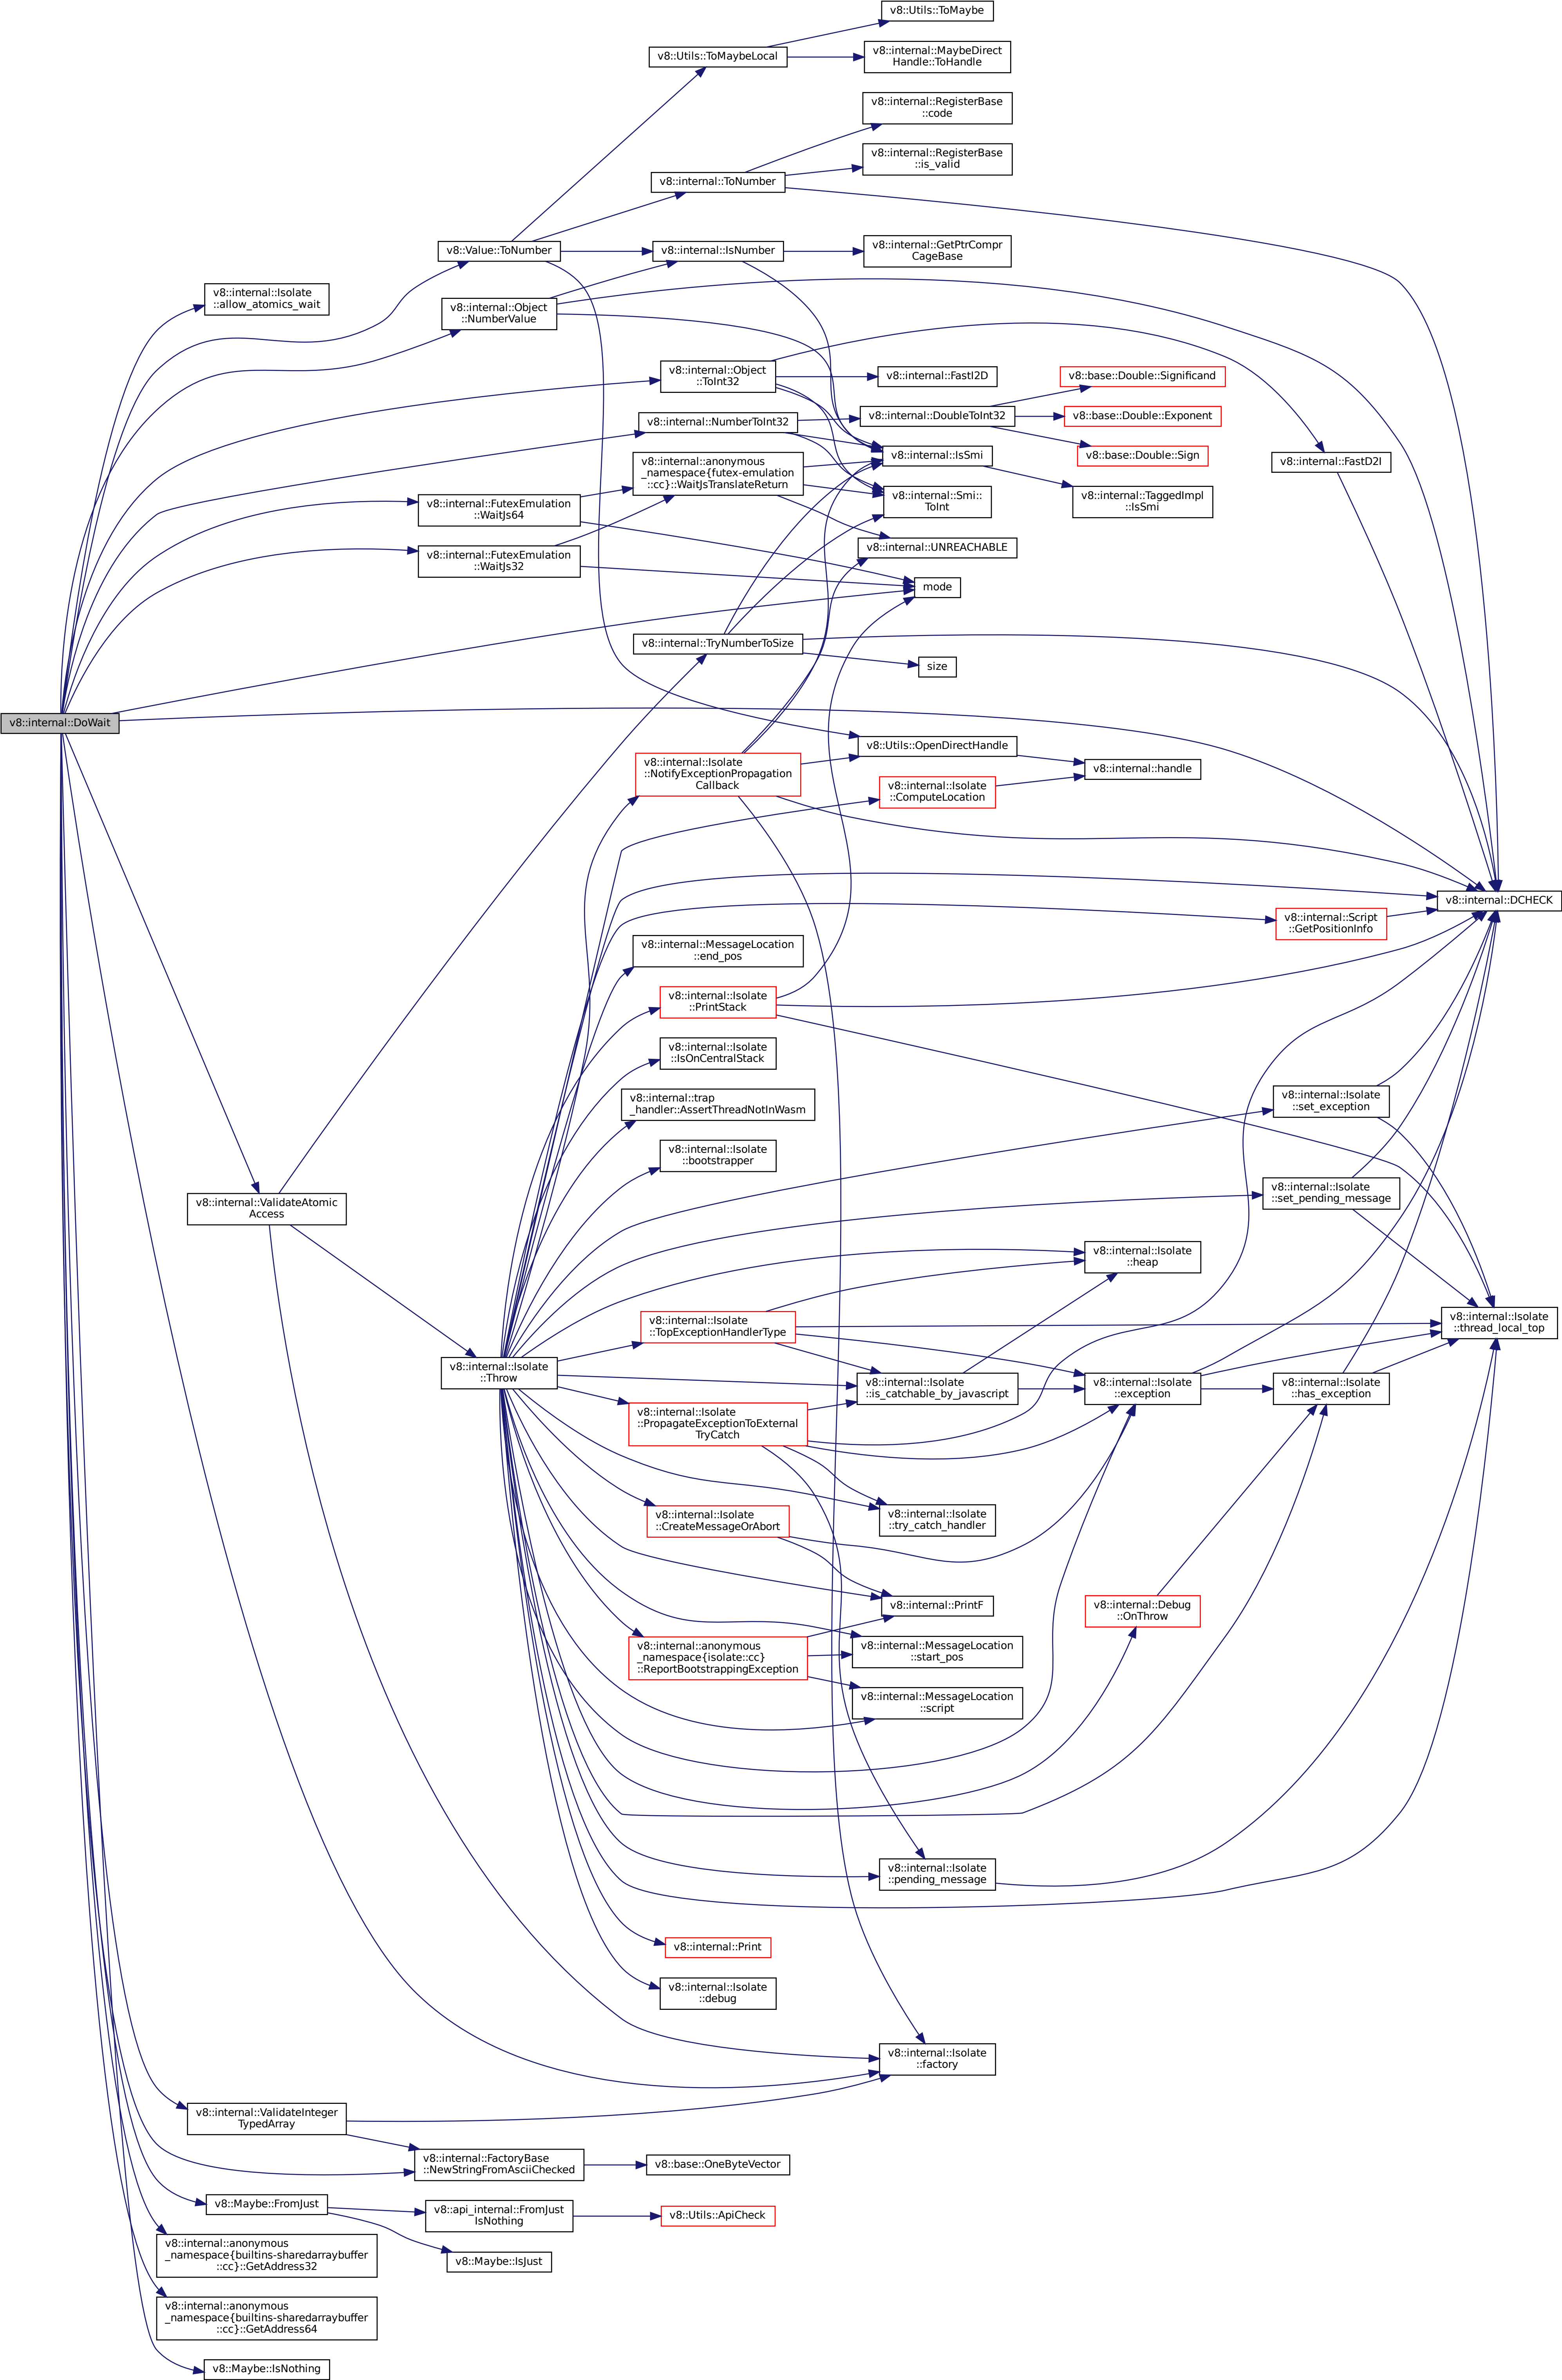 v8::Utils::ToMaybe
v8::internal::MaybeDirect
Handle::ToHandle
v8::Utils::ToMaybeLocal
v8::internal::RegisterBase
::code
v8::internal::RegisterBase
::is_valid
v8::internal::ToNumber
v8::Value::ToNumber
v8::internal::IsNumber
v8::internal::GetPtrCompr
CageBase
v8::internal::Isolate
::allow_atomics_wait
v8::internal::Object
::NumberValue
v8::internal::Object
::ToInt32
v8::internal::FastI2D
v8::base::Double::Significand
v8::internal::NumberToInt32
v8::internal::DoubleToInt32
v8::base::Double::Exponent
v8::base::Double::Sign
v8::internal::IsSmi
v8::internal::FastD2I
v8::internal::anonymous
_namespace{futex-emulation
::cc}::WaitJsTranslateReturn
v8::internal::FutexEmulation
::WaitJs64
v8::internal::Smi::
ToInt
v8::internal::TaggedImpl
::IsSmi
v8::internal::FutexEmulation
::WaitJs32
v8::internal::UNREACHABLE
mode
v8::internal::TryNumberToSize
size
v8::internal::DoWait
v8::internal::Isolate
::NotifyExceptionPropagation
Callback
v8::Utils::OpenDirectHandle
v8::internal::handle
v8::internal::Isolate
::ComputeLocation
v8::internal::DCHECK
v8::internal::Script
::GetPositionInfo
v8::internal::MessageLocation
::end_pos
v8::internal::Isolate
::PrintStack
v8::internal::Isolate
::IsOnCentralStack
v8::internal::trap
_handler::AssertThreadNotInWasm
v8::internal::Isolate
::set_exception
v8::internal::Isolate
::bootstrapper
v8::internal::ValidateAtomic
Access
v8::internal::Isolate
::set_pending_message
v8::internal::Isolate
::heap
v8::internal::Isolate
::TopExceptionHandlerType
v8::internal::Isolate
::thread_local_top
v8::internal::Isolate
::Throw
v8::internal::Isolate
::is_catchable_by_javascript
v8::internal::Isolate
::exception
v8::internal::Isolate
::has_exception
v8::internal::Isolate
::PropagateExceptionToExternal
TryCatch
v8::internal::Isolate
::CreateMessageOrAbort
v8::internal::Isolate
::try_catch_handler
v8::internal::PrintF
v8::internal::Debug
::OnThrow
v8::internal::anonymous
_namespace{isolate::cc}
::ReportBootstrappingException
v8::internal::MessageLocation
::start_pos
v8::internal::MessageLocation
::script
v8::internal::Isolate
::pending_message
v8::internal::Print
v8::internal::Isolate
::debug
v8::internal::Isolate
::factory
v8::internal::ValidateInteger
TypedArray
v8::internal::FactoryBase
::NewStringFromAsciiChecked
v8::base::OneByteVector
v8::Maybe::FromJust
v8::api_internal::FromJust
IsNothing
v8::Utils::ApiCheck
v8::internal::anonymous
_namespace{builtins-sharedarraybuffer
::cc}::GetAddress32
v8::Maybe::IsJust
v8::internal::anonymous
_namespace{builtins-sharedarraybuffer
::cc}::GetAddress64
v8::Maybe::IsNothing